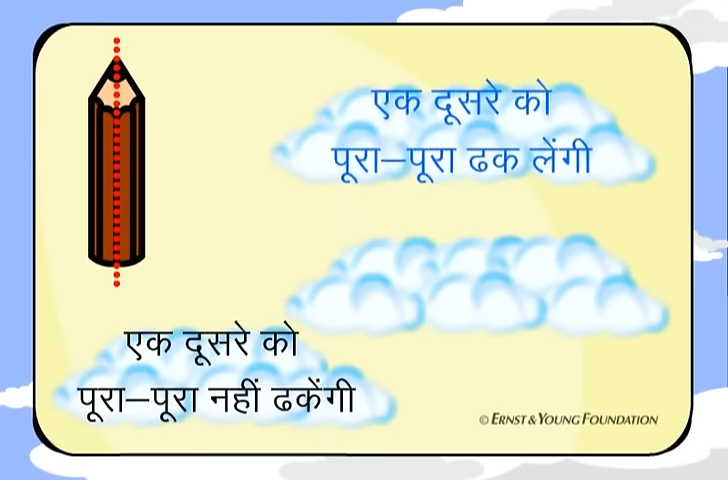 एक दूसरे को
पूरा–पूरा ढक लेंगी
एक दूसरे को
पूरा–पूरा नहीं ढकेंगी
© ERNST & YOUNG FOUNDATION